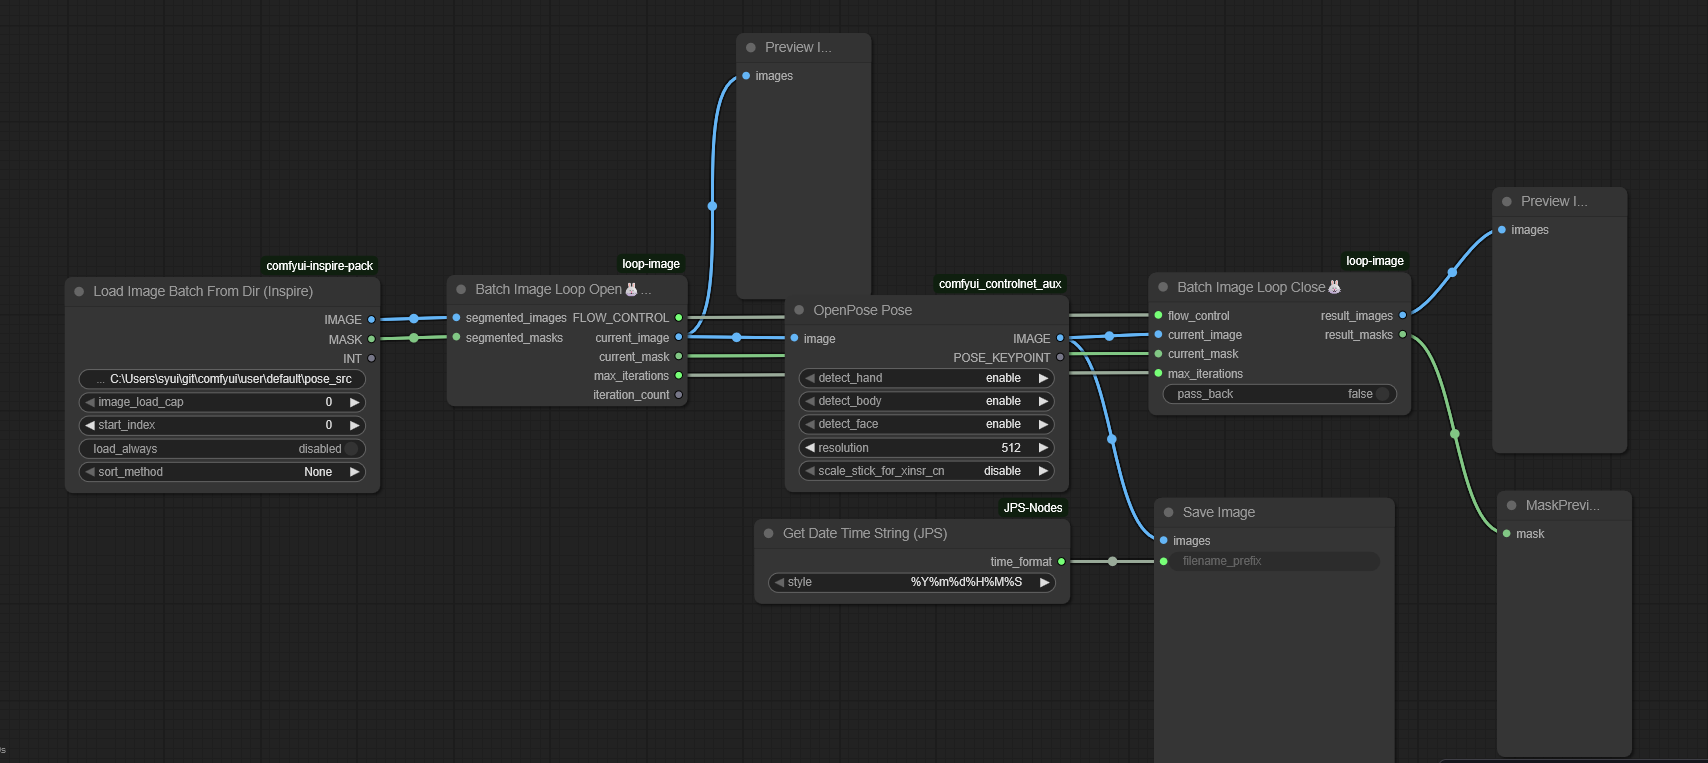 Preview I...
images
comfyui-inspire-pack
Load Image Batch From Dir (Inspire)
IMAGE
MASK
INT
... C:\Users\syui\git\comfyui\user\default\pose_src
image_load_cap 0
start_index 0
load_always disabled
sort_method None
loop-image
Batch Image Loop Open🐰...
segmented_images FLOW_CONTROL
segmented_masks current_image
current_mask
max_iterations
iteration_count
comfyui_controlnet_aux
OpenPose Pose
image IMAGE
POSE_KEYPOINT
detect_hand enable
detect_body enable
detect_face enable
resolution 512
scale_stick_for_xinsr_cn disable
JPS-Nodes
Get Date Time String (JPS)
time_format
style %Y%m%d%H%M%S
loop-image
Batch Image Loop Close🐰
flow_control result_images
current_image result_masks
current_mask
max_iterations
pass_back false
Save Image
images
filename_prefix
Preview I...
images
MaskPrevi...
mask